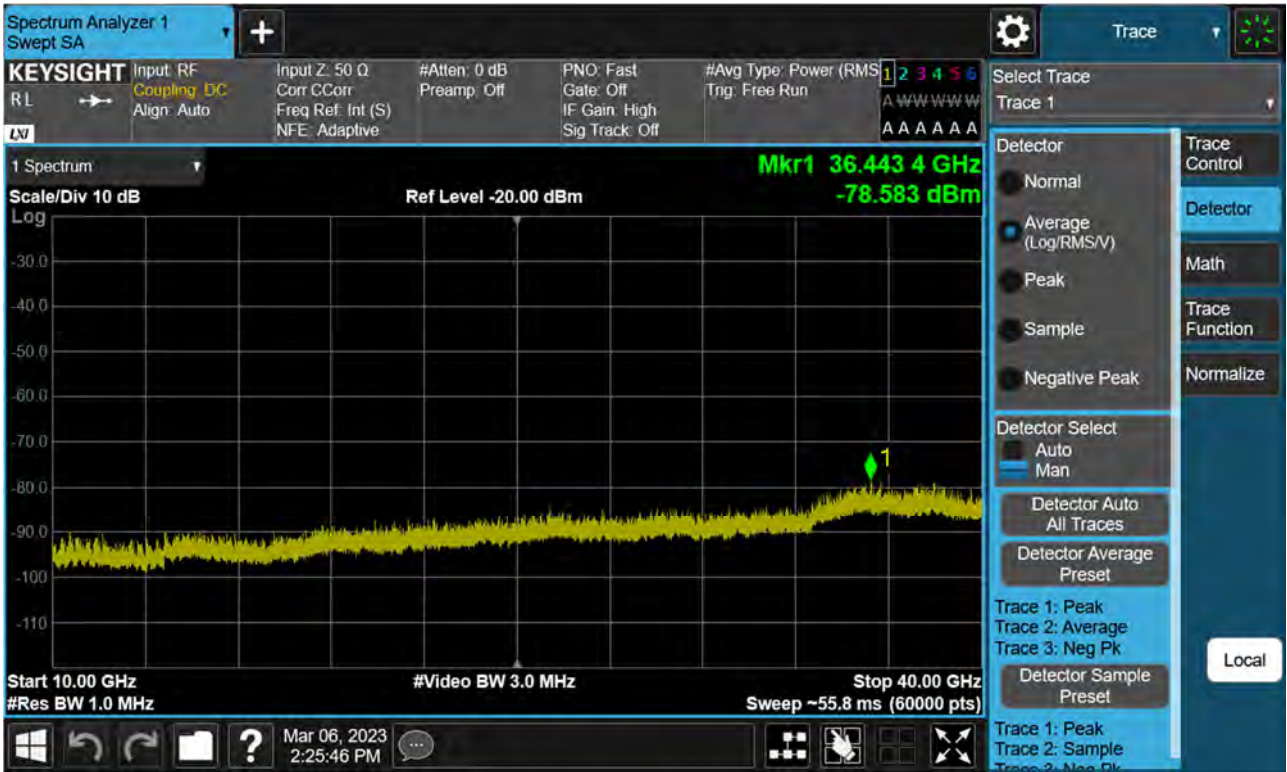 Spectrum Analyzer 1
Swept SA
Trace
KEYSIGHT
R L
LXI
Input: RF
Coupling: DC
Align: Auto
Input Z: 50 Ω
Corr CCorr
Freq Ref: Int (S)
NFE: Adaptive
#Atten: 0 dB
Preamp: Off
PNO: Fast
Gate: Off
IF Gain: High
Sig Track: Off
#Avg Type: Power (RMS
Trig: Free Run
1 2 3 4 5 6
A W W W W W
A A A A A A
Select Trace
Trace 1
1 Spectrum
Mkr1 36.443 4 GHz
Scale/Div 10 dB
Ref Level -20.00 dBm
-78.583 dBm
Log
-30.0
-40.0
-50.0
-60.0
-70.0
-80.0
-90.0
-100
-110
1
Start 10.00 GHz
#Video BW 3.0 MHz
Stop 40.00 GHz
#Res BW 1.0 MHz
Sweep ~55.8 ms (60000 pts)
Detector
Normal
Average
(Log/RMS/V)
Peak
Sample
Negative Peak
Detector Select
Auto
Man
Detector Auto
All Traces
Detector Average
Preset
Trace 1: Peak
Trace 2: Average
Trace 3: Neg Pk
Detector Sample
Preset
Trace 1: Peak
Trace 2: Sample
Trace 3: Neg Pk
Trace
Control
Detector
Math
Trace
Function
Normalize
Local
?
Mar 06, 2023
2:25:46 PM